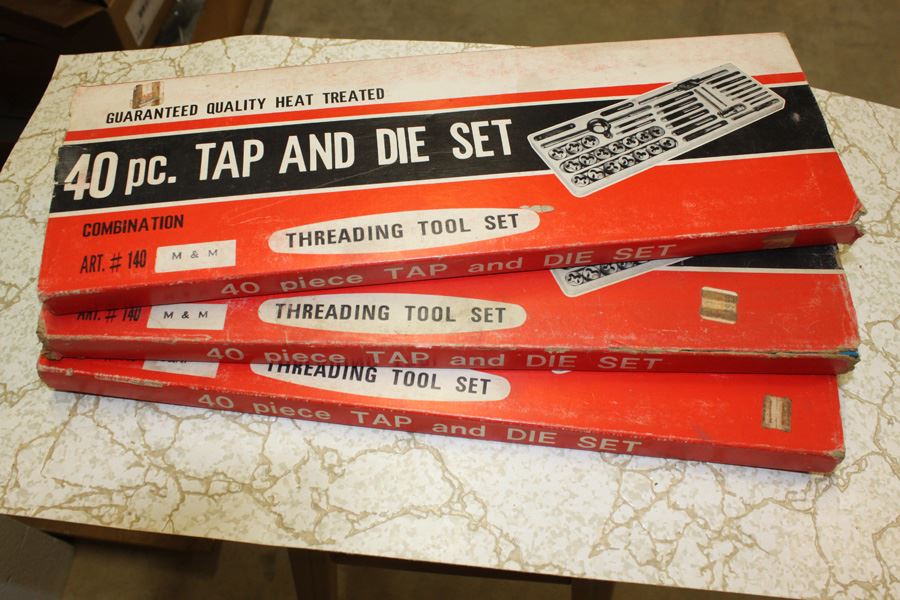 GUARANTEED QUALITY HEAT TREATED
40 pc. TAP AND DIE SET
COMBINATION
THREADING TOOL SET
ART. # 140 M & M
40 piece TAP and DIE SET
ART. # 140 M & M
THREADING TOOL SET
40 piece TAP and DIE SET
THREADING TOOL SET
40 piece TAP and DIE SET